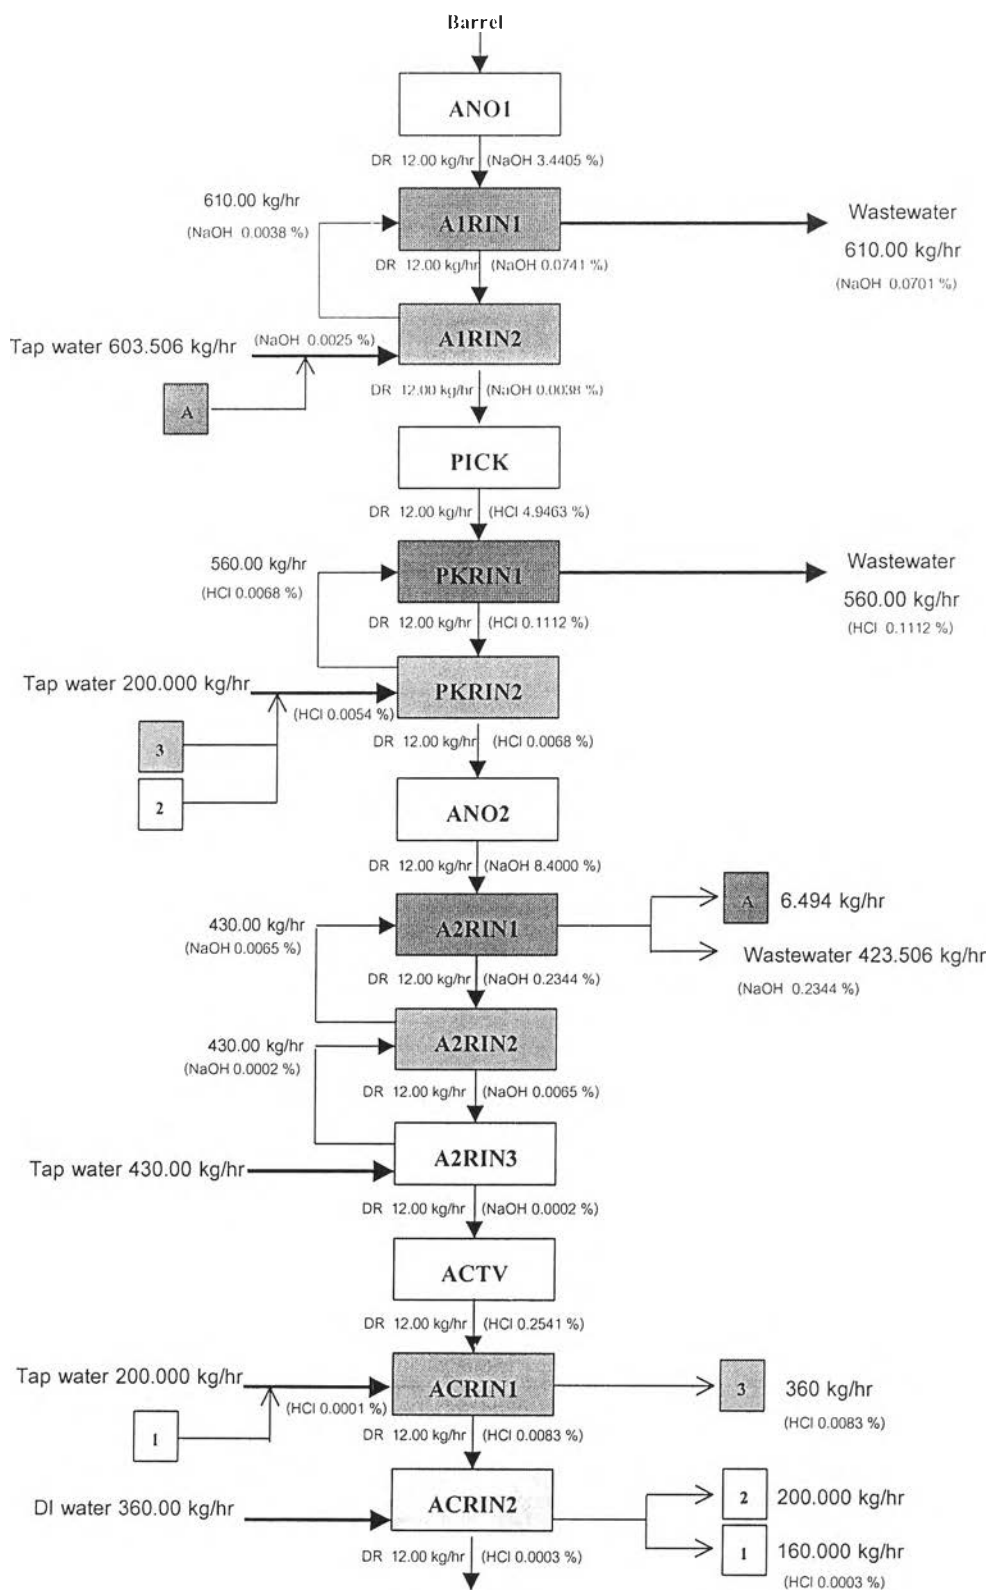 Barrel
ANO1
DR 12.00 kg/hr (NaOH 3.4405 %)
610.00 kg/hr
(NaOH 0.0038 %)
A1RIN1
Wastewater
610.00 kg/hr
(NaOH 0.0701 %)
DR 12.00 kg/hr (NaOH 0.0741 %)
A1RIN2
Tap water 603.506 kg/hr
(NaOH 0.0025 %)
A
DR 12.00 kg/hr (NaOH 0.0038 %)
PICK
DR 12.00 kg/hr (HCl 4.9463 %)
560.00 kg/hr
(HCl 0.0068 %)
PKRIN1
Wastewater
560.00 kg/hr
(HCl 0.1112 %)
DR 12.00 kg/hr (HCl 0.1112 %)
PKRIN2
Tap water 200.000 kg/hr
(HCl 0.0054 %)
3
2
DR 12.00 kg/hr (HCl 0.0068 %)
ANO2
DR 12.00 kg/hr (NaOH 8.4000 %)
430.00 kg/hr
(NaOH 0.0065 %)
A2RIN1
A 6.494 kg/hr
Wastewater 423.506 kg/hr
(NaOH 0.2344 %)
DR 12.00 kg/hr (NaOH 0.2344 %)
430.00 kg/hr
(NaOH 0.0002 %)
A2RIN2
DR 12.00 kg/hr (NaOH 0.0065 %)
A2RIN3
Tap water 430.00 kg/hr
DR 12.00 kg/hr (NaOH 0.0002 %)
ACTV
DR 12.00 kg/hr (HCl 0.2541 %)
Tap water 200.000 kg/hr
(HCl 0.0001 %)
1
ACRIN1
3 360 kg/hr
(HCl 0.0083 %)
DR 12.00 kg/hr (HCl 0.0083 %)
DI water 360.00 kg/hr
ACRIN2
2 200.000 kg/hr
1 160.000 kg/hr
(HCl 0.0003 %)
DR 12.00 kg/hr (HCl 0.0003 %)